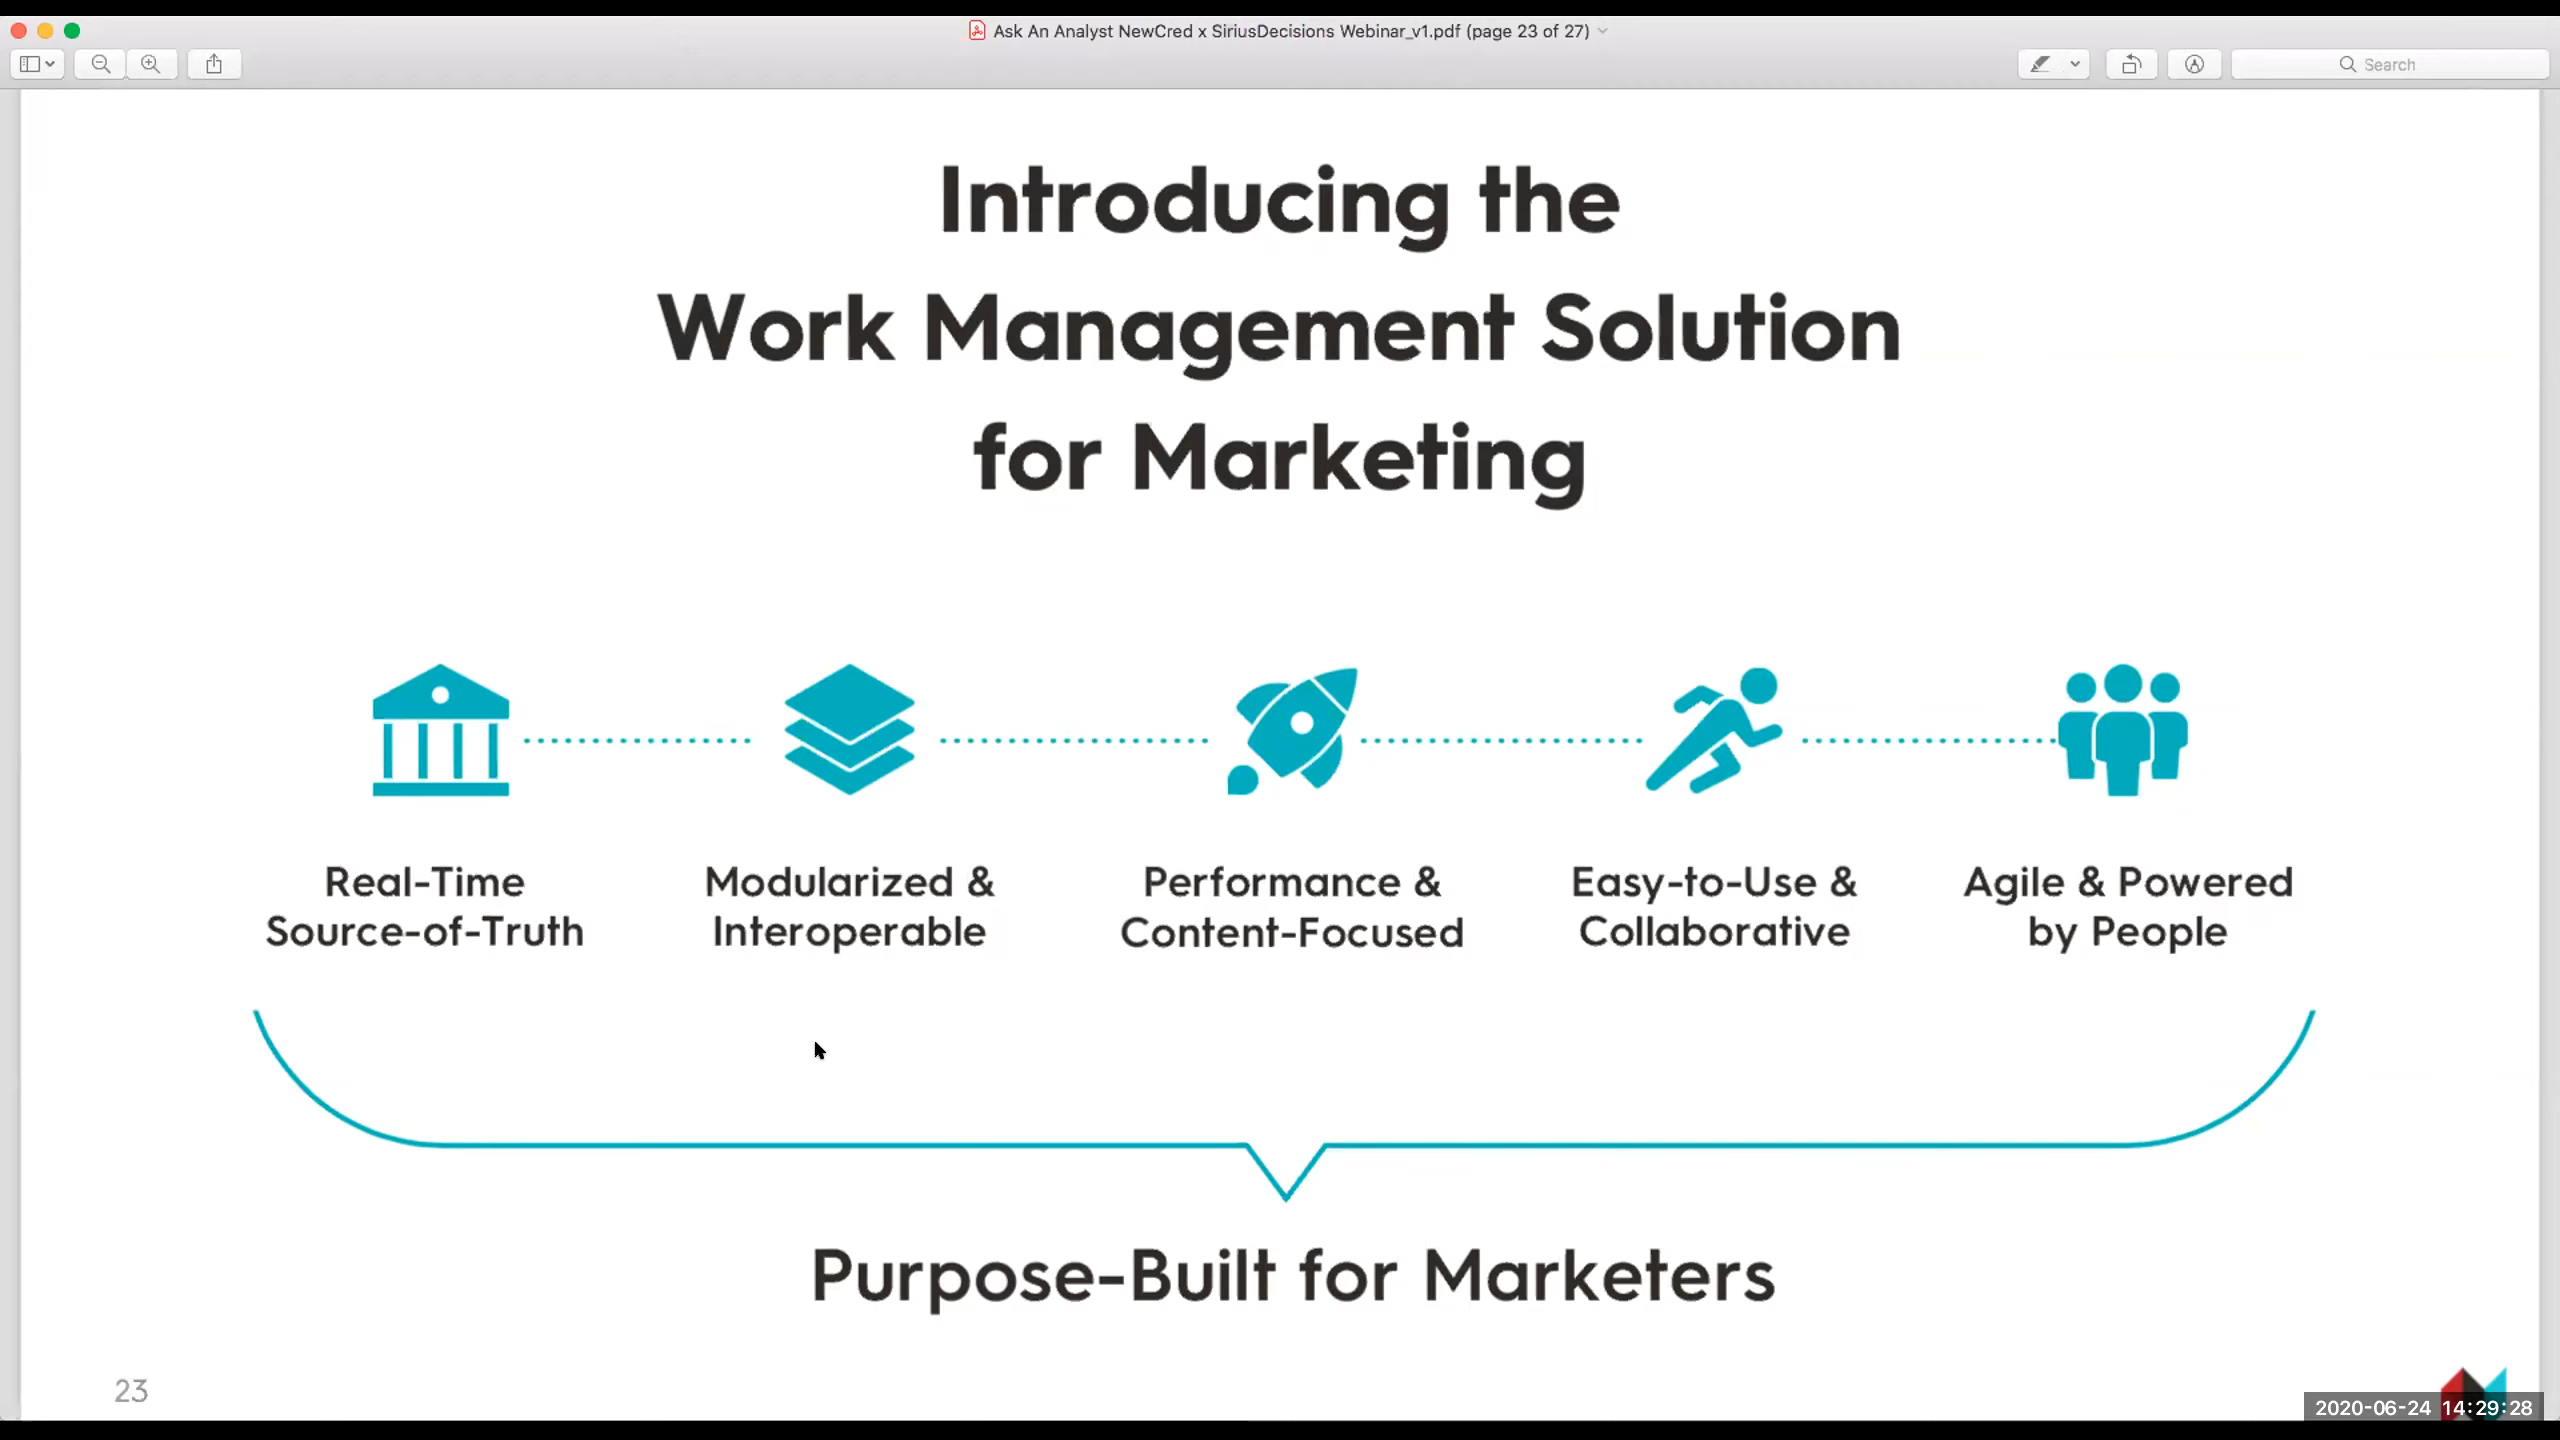 Ask An Analyst NewCred x SiriusDecisions Webinar_v1.pdf (page 23 of 27)
Search
Introducing the
Work Management Solution
for Marketing
Real-Time
Source-of-Truth
Modularized &
Interoperable
Performance &
Content-Focused
Easy-to-Use &
Collaborative
Agile & Powered
by People
Purpose-Built for Marketers
23
2020-06-24 14:29:28